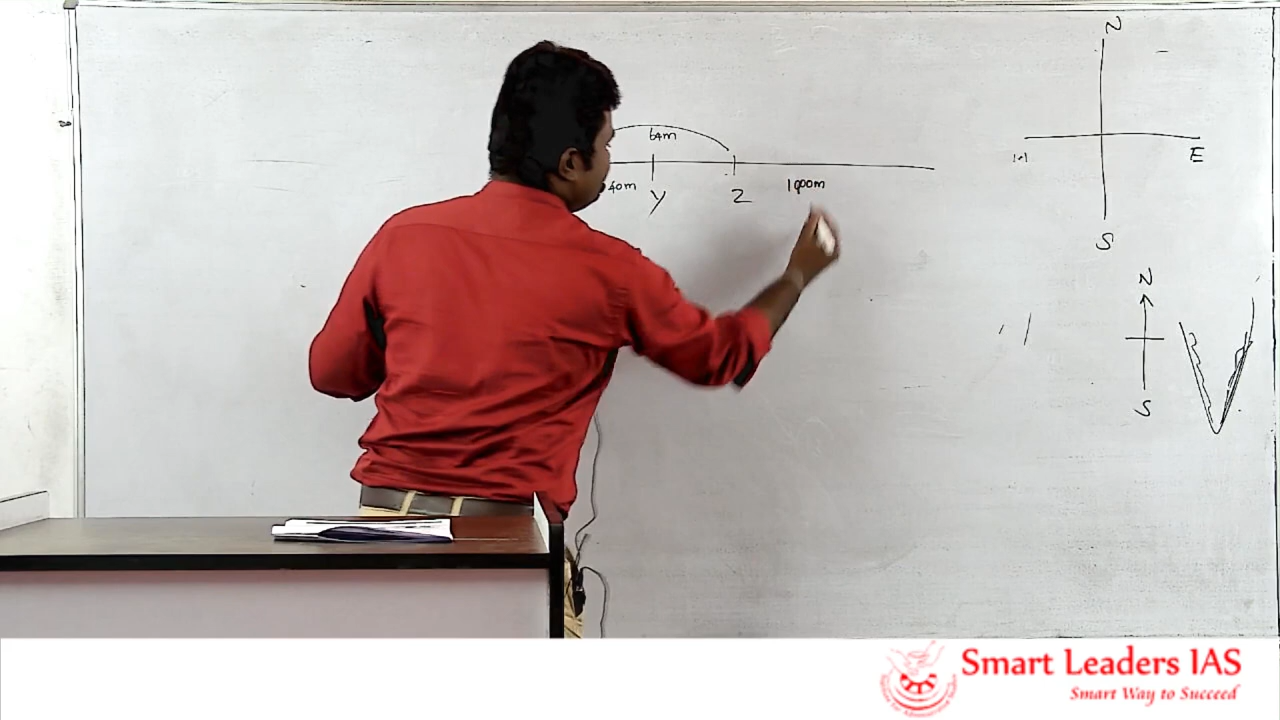 64m
40m
Y
Z
1000m
N
E
S
N
S
Smart Leaders IAS
Smart Way to Succeed